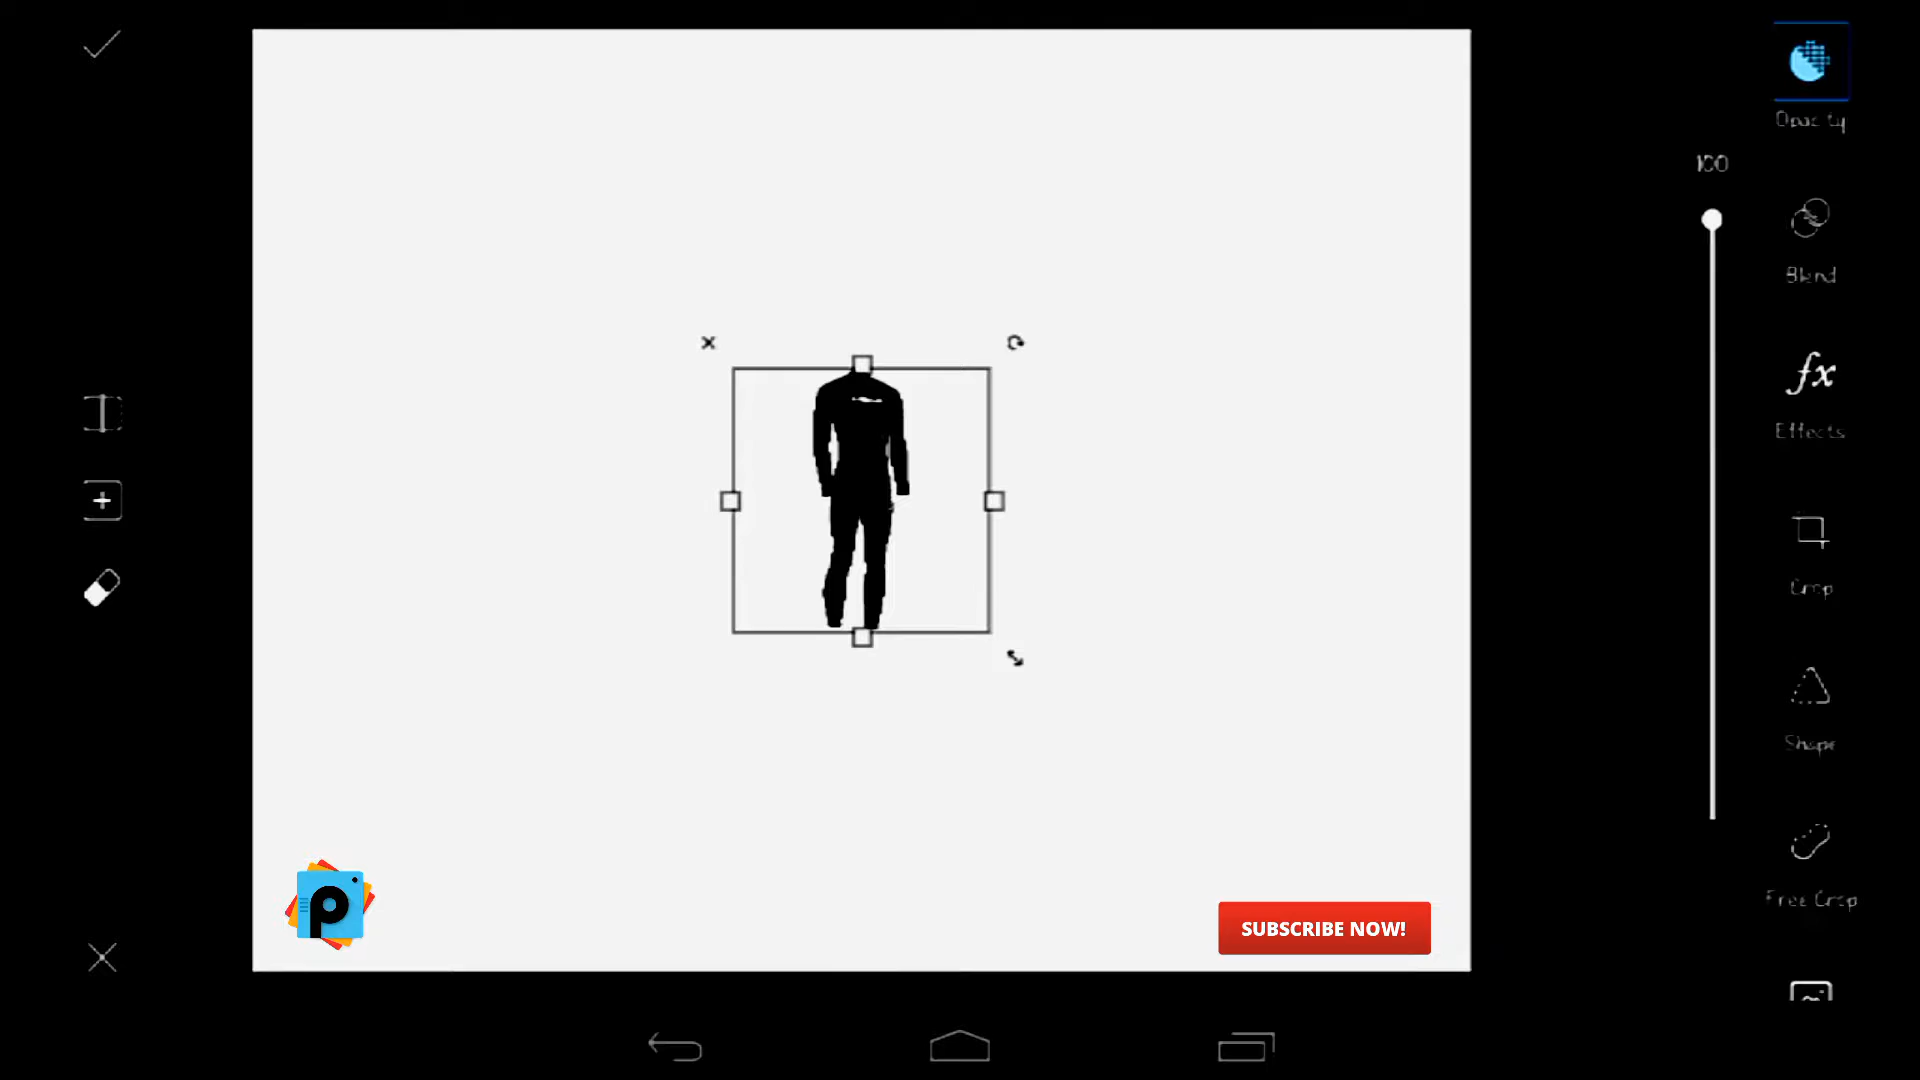 Opacity
100
Blend
fx
Effects
Crop
Shape
Free Crop
SUBSCRIBE NOW!